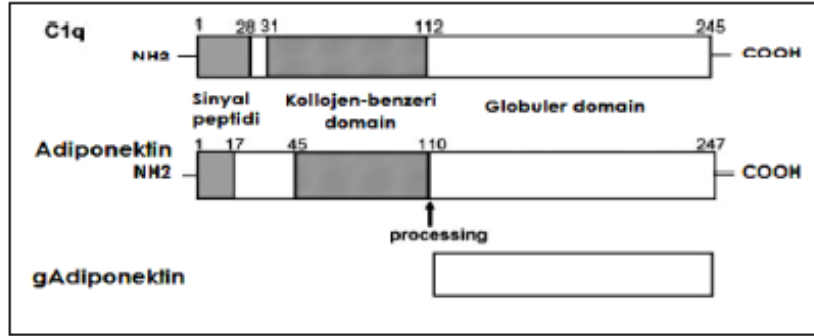 C1q
1 28 31 112 245
NH2 COOH
Sinyal peptidi Kollojen-benzeri domain Globuler domain
Adiponektin
1 17 45 110 247
NH2 COOH
processing
gAdiponektin